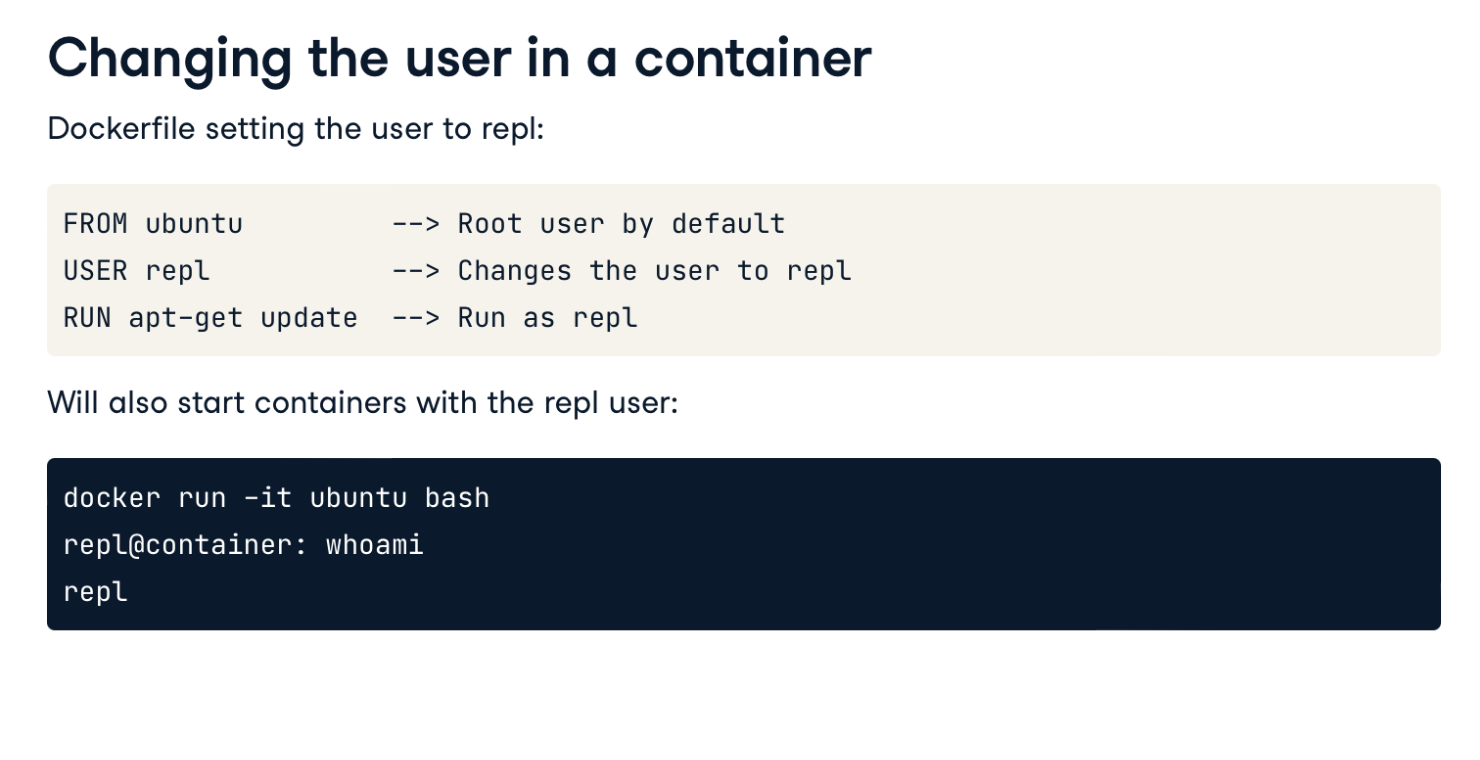 Changing the user in a container
Dockerfile setting the user to repl:
FROM ubuntu         --> Root user by default
USER repl           --> Changes the user to repl
RUN apt-get update  --> Run as repl
Will also start containers with the repl user:
docker run -it ubuntu bash
repl@container: whoami
repl